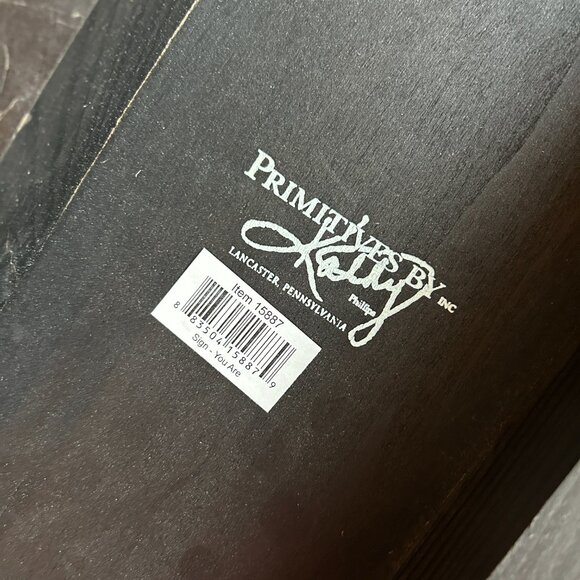 PRIMITIVES BY
Kathy INC
Phillips
LANCASTER, PENNSYLVANIA
Item 15887
8 83504 15887 9
Sign - You Are